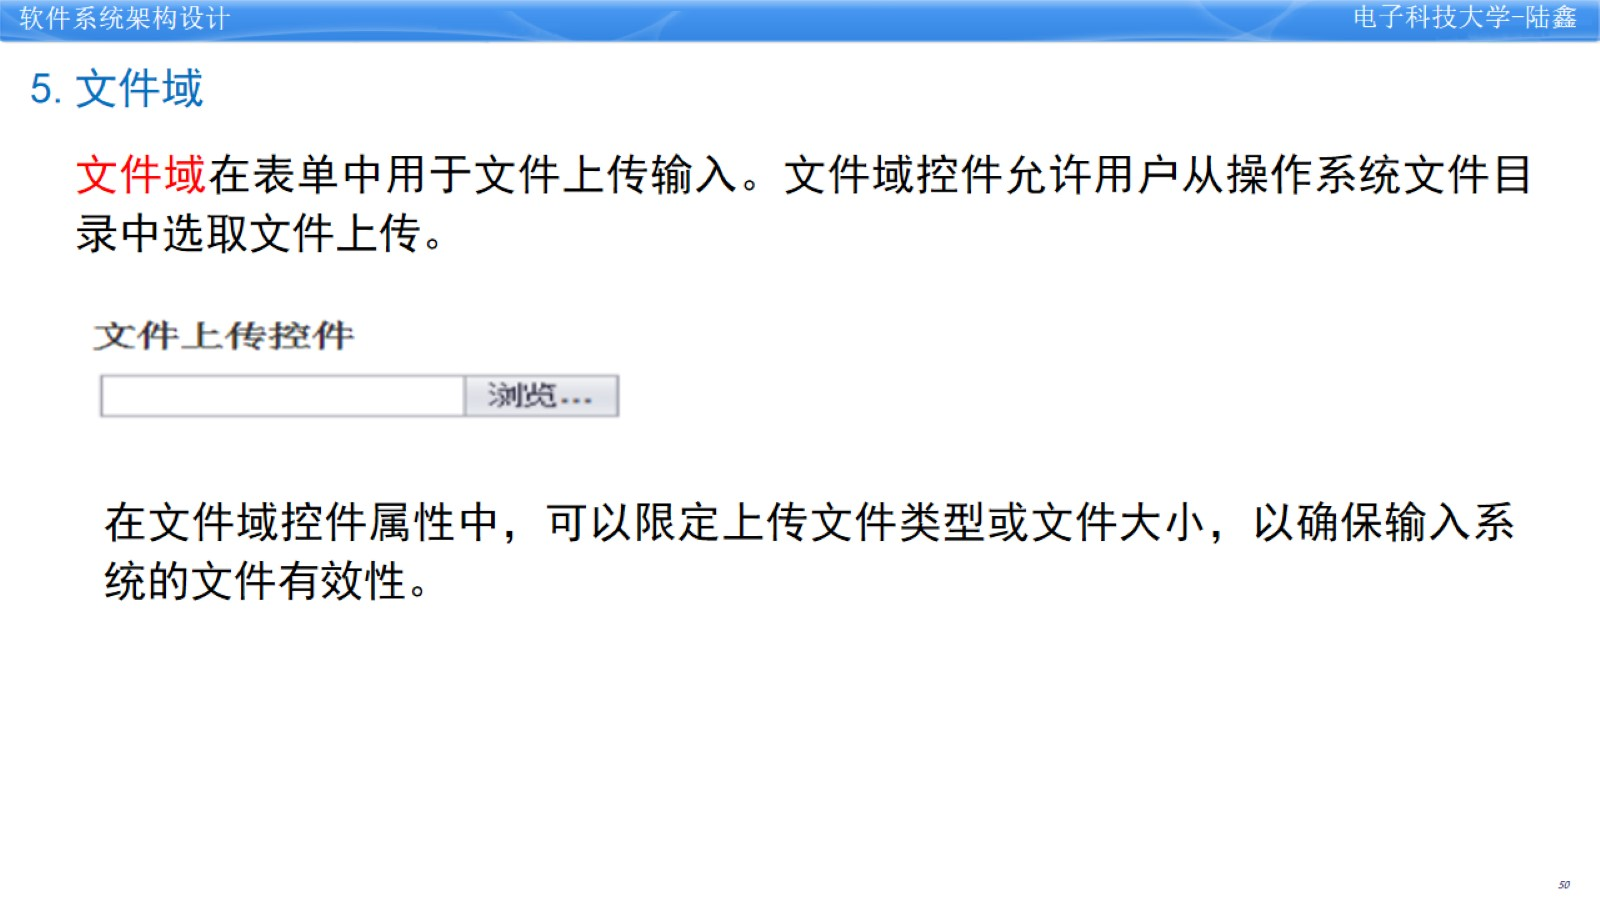 软件系统架构设计
电子科技大学-陆鑫
5. 文件域
文件域在表单中用于文件上传输入。文件域控件允许用户从操作系统文件目
录中选取文件上传。
文件上传控件
浏览...
在文件域控件属性中，可以限定上传文件类型或文件大小，以确保输入系
统的文件有效性。
50